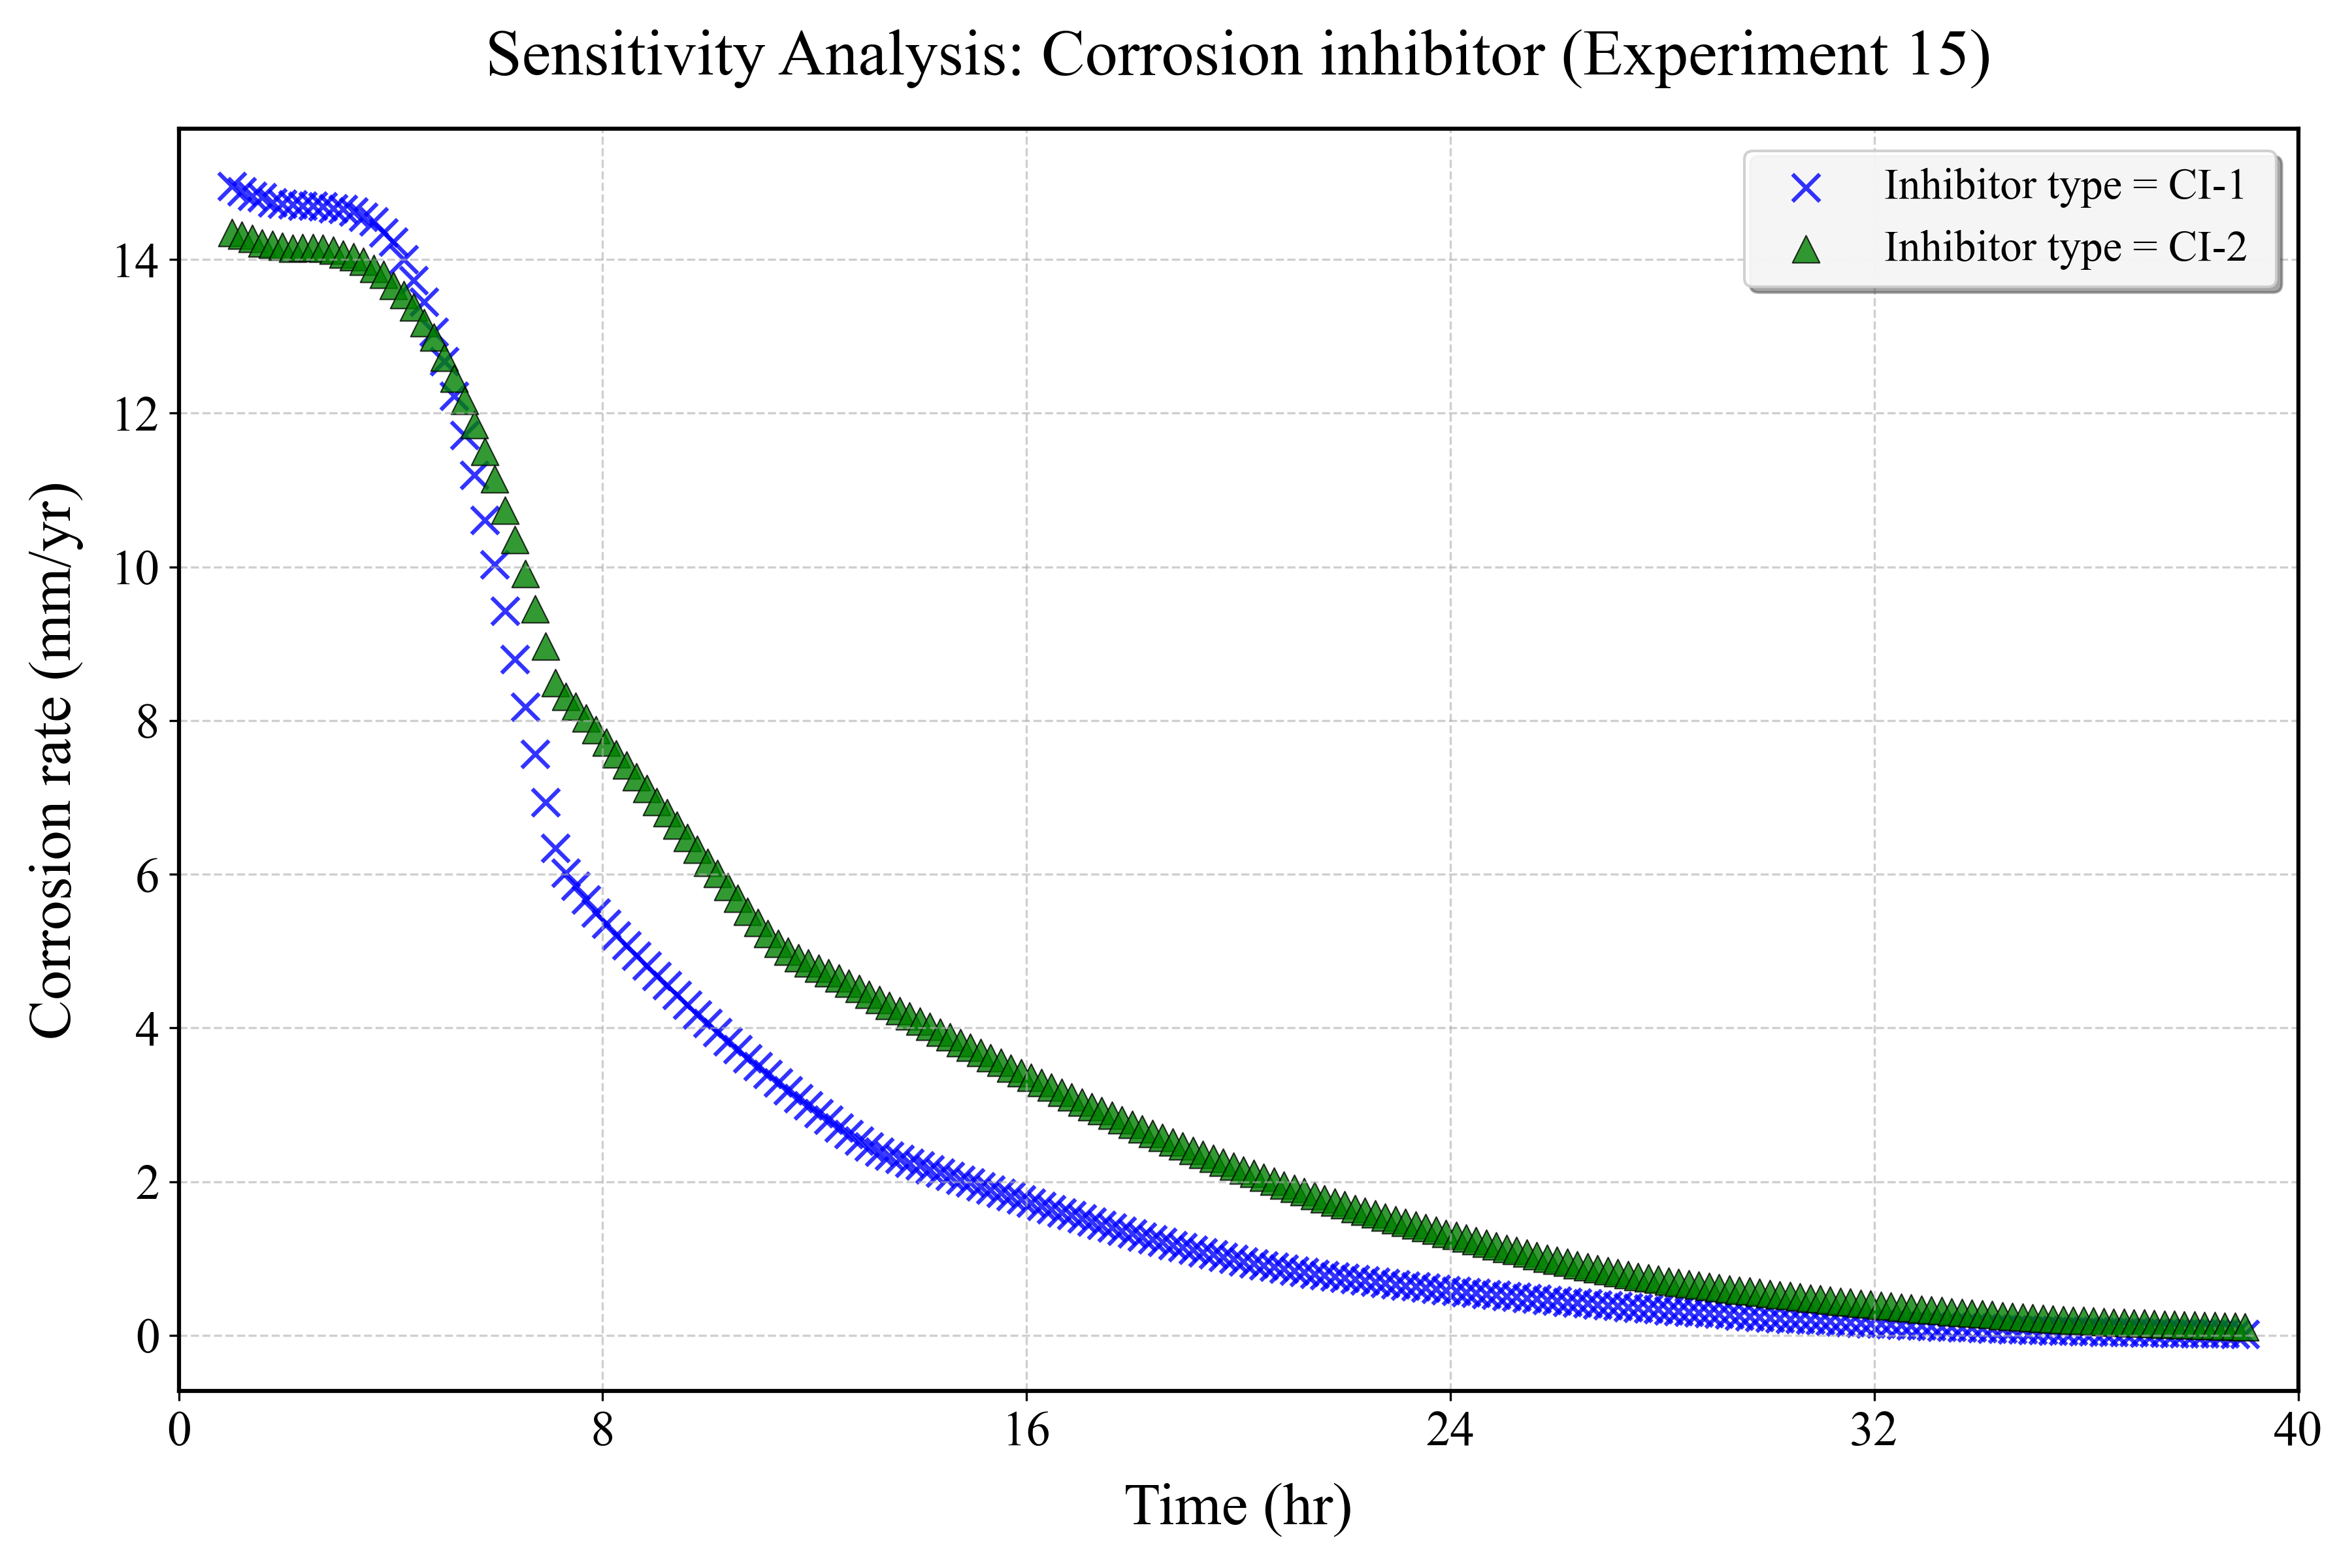 Sensitivity Analysis: Corrosion inhibitor (Experiment 15)
Inhibitor type = CI-1
Inhibitor type = CI-2
Corrosion rate (mm/yr)
14
12
10
8
6
4
2
0
0 8 16 24 32 40
Time (hr)